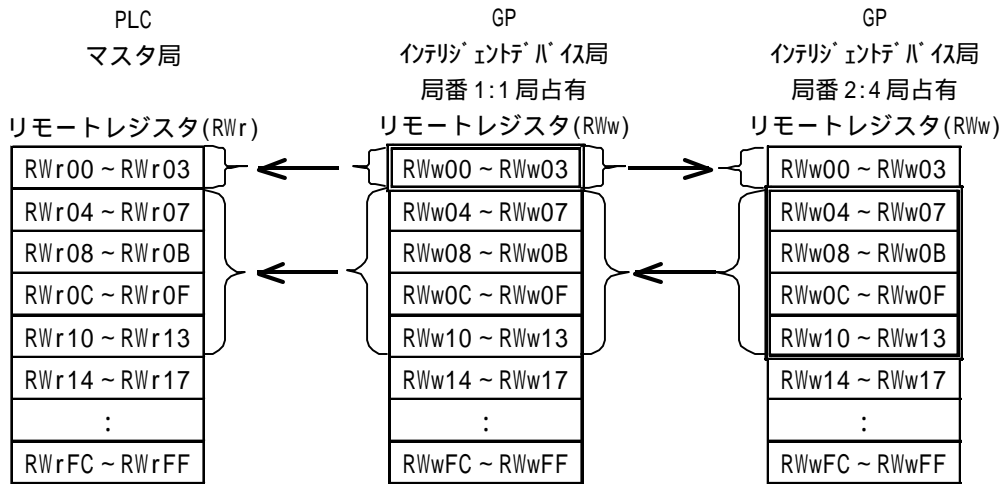 PLC
マスタ局
リモートレジスタ(RWr)
RWr00～RWr03
RWr04～RWr07
RWr08～RWr0B
RWr0C～RWr0F
RWr10～RWr13
RWr14～RWr17
:
RWrFC～RWrFF
GP
ｲﾝﾃﾘｼﾞｪﾝﾄﾃﾞﾊﾞｲｽ局
局番1:1局占有
リモートレジスタ(RWw)
RWw00～RWw03
RWw04～RWw07
RWw08～RWw0B
RWw0C～RWw0F
RWw10～RWw13
RWw14～RWw17
:
RWwFC～RWwFF
GP
ｲﾝﾃﾘｼﾞｪﾝﾄﾃﾞﾊﾞｲｽ局
局番2:4局占有
リモートレジスタ(RWw)
RWw00～RWw03
RWw04～RWw07
RWw08～RWw0B
RWw0C～RWw0F
RWw10～RWw13
RWw14～RWw17
:
RWwFC～RWwFF